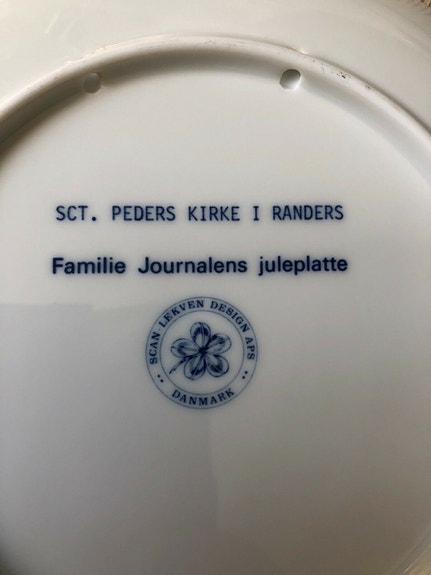 SCT. PEDERS KIRKE I RANDERS
Familie Journalens juleplatte
SCAN LEKVEN DESIGN APS
DANMARK